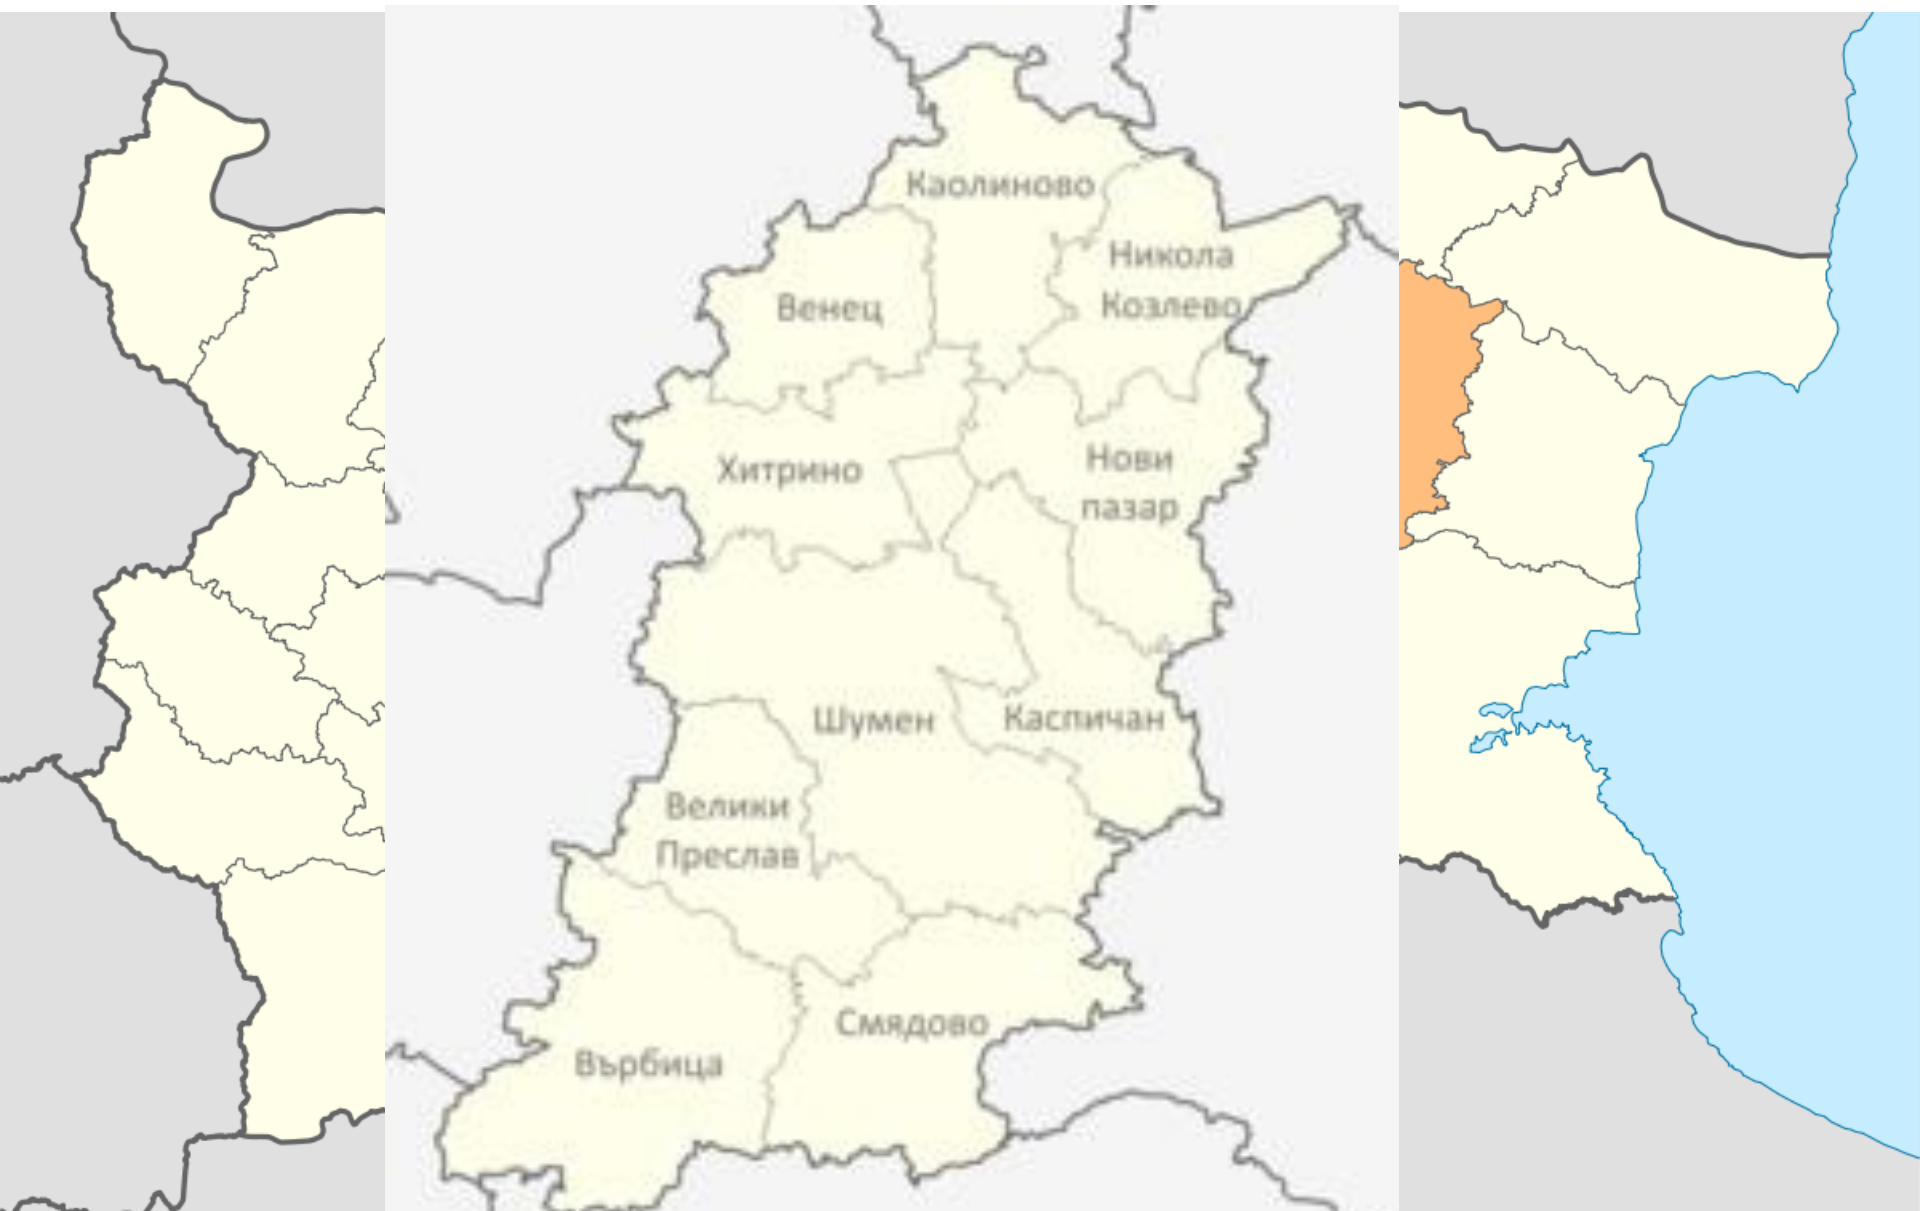 Каолиново
Никола
Козлево
Венец
Хитрино
Нови
пазар
Шумен
Каспичан
Велики
Преслав
Смядово
Върбица